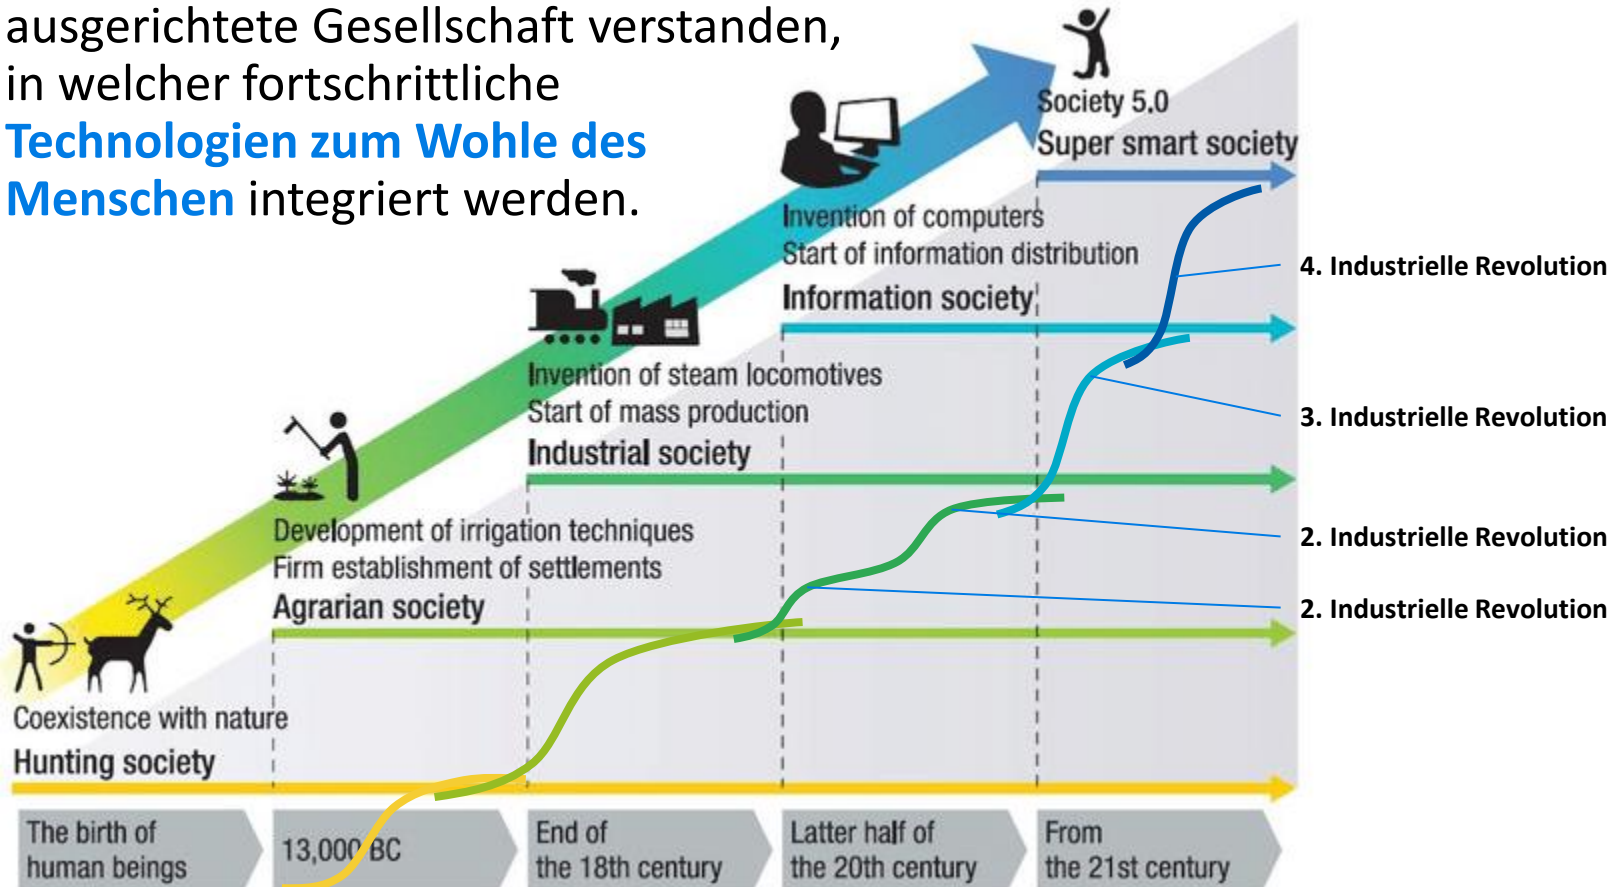 ausgerichtete Gesellschaft verstanden,
in welcher fortschrittliche
Technologien zum Wohle des
Menschen integriert werden.
Society 5.0
Super smart society
Invention of computers
Start of information distribution
Information society
4. Industrielle Revolution
Invention of steam locomotives
Start of mass production
Industrial society
3. Industrielle Revolution
Development of irrigation techniques
Firm establishment of settlements
Agrarian society
2. Industrielle Revolution
2. Industrielle Revolution
Coexistence with nature
Hunting society
The birth of
human beings
13,000 BC
End of
the 18th century
Latter half of
the 20th century
From
the 21st century